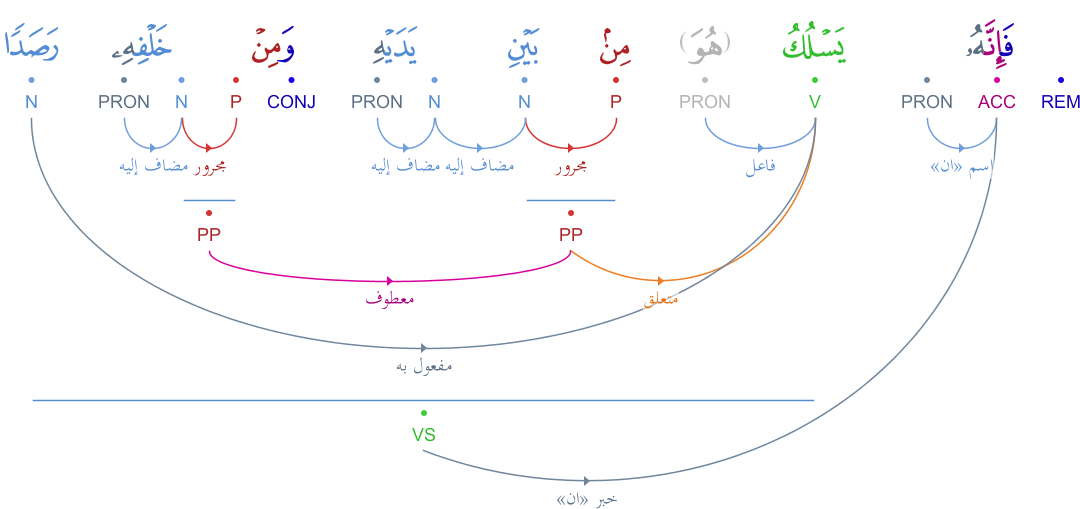 فَإِنَّهُۥ يَسْلُكُ (هُوَ) مِنۢ بَيْنِ يَدَيْهِ وَمِنْ خَلْفِهِۦ رَصَدًا
REM ACC PRON V PRON P N N PRON CONJ P N PRON N
اسم «ان» فاعل مجرور مضاف إليه مضاف إليه مجرور مضاف إليه
PP PP
متعلق معطوف
مفعول به
VS
خبر «ان»